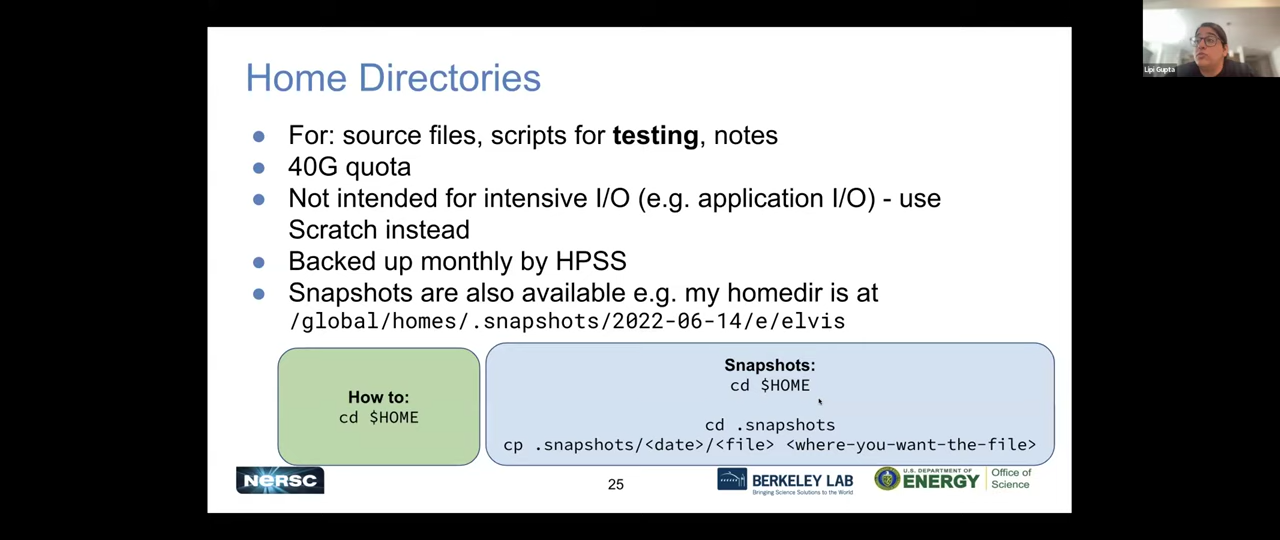 Lipi Gupta
Home Directories
● For: source files, scripts for testing, notes
● 40G quota
● Not intended for intensive I/O (e.g. application I/O) - use
Scratch instead
● Backed up monthly by HPSS
● Snapshots are also available e.g. my homedir is at
/global/homes/.snapshots/2022-06-14/e/elvis
How to:
cd $HOME
Snapshots:
cd $HOME
cd .snapshots
cp .snapshots/<date>/<file> <where-you-want-the-file>
NERSC
25
BERKELEY LAB
Bringing Science Solutions to the World
U.S. DEPARTMENT OF
ENERGY
Office of
Science